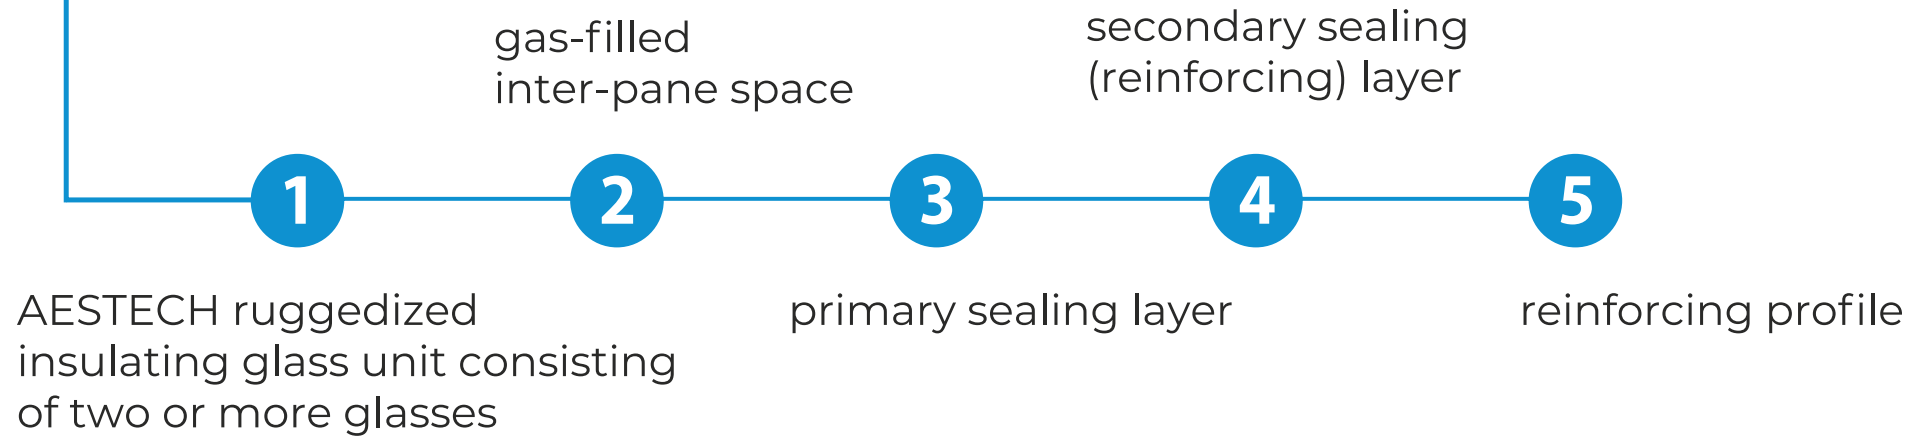 gas-filled
inter-pane space
secondary sealing
(reinforcing) layer
1
2
3
4
5
AESTECH ruggedized
insulating glass unit consisting
of two or more glasses
primary sealing layer
reinforcing profile